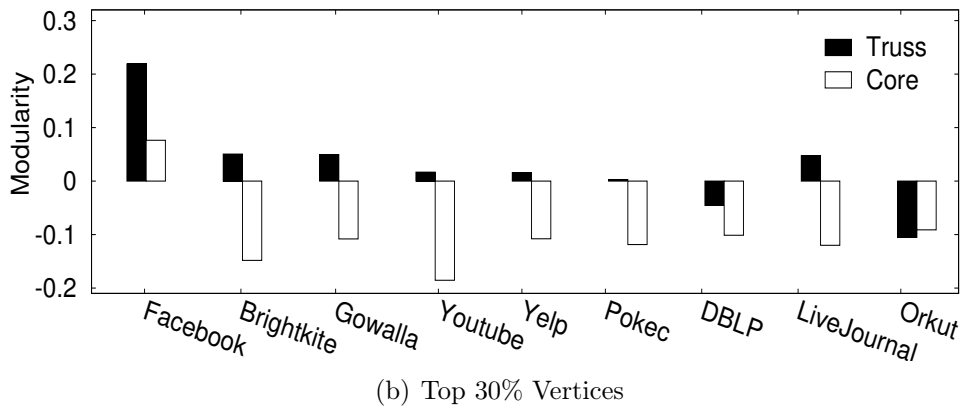 0.3
0.2
0.1
0
-0.1
-0.2
Modularity
Truss
Core
Facebook
Brightkite
Gowalla
Youtube
Yelp
Pokec
DBLP
LiveJournal
Orkut
(b) Top 30% Vertices